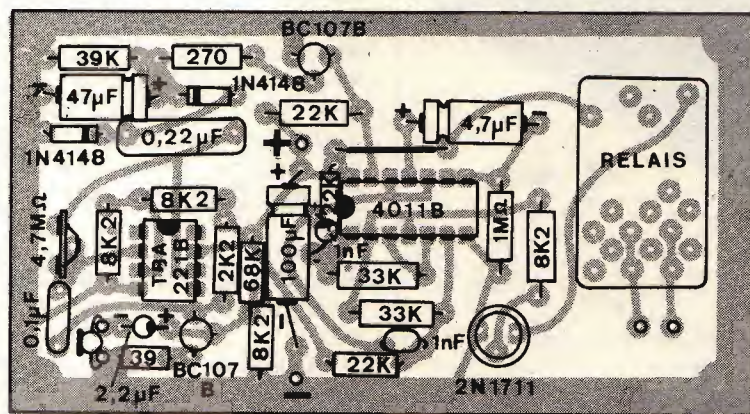 BC107B
39K
270
1N4148
47µF
+
22K
+
4,7µF
-
0,22µF
1N4148
+
RELAIS
8K2
22K
4011B
4,7MΩ
8K2
TBA
221B
2K2
68K
+
100µF
1nF
1MΩ
8K2
33K
0,1µF
-
+
8K2
-
33K
1nF
39
BC107
B
22K
2N1711
2,2µF
-